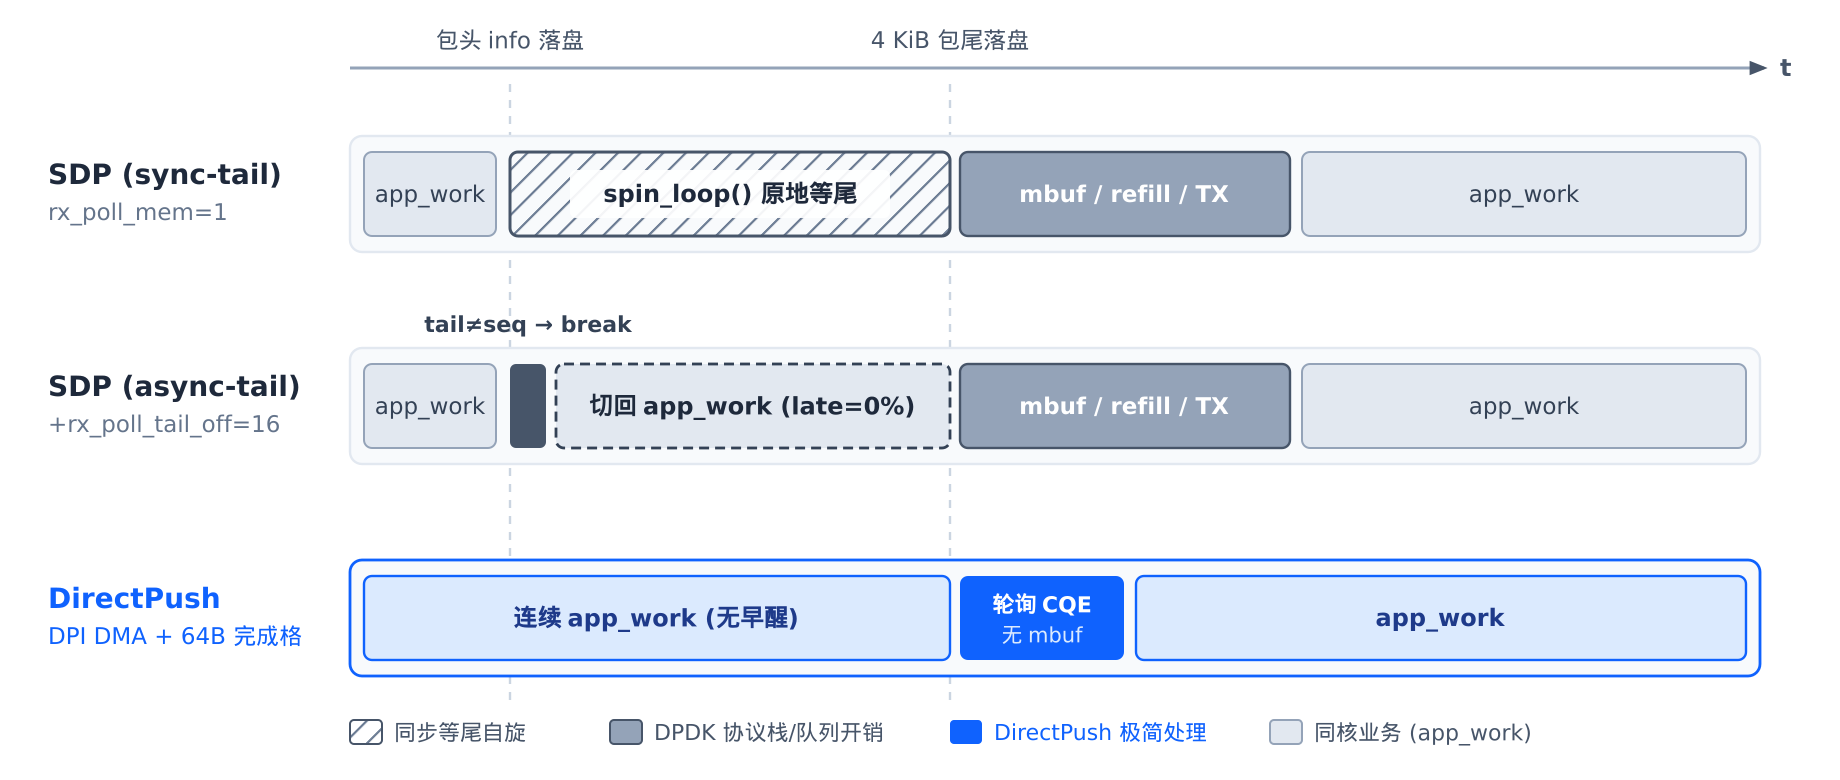 包头 info 落盘
4 KiB 包尾落盘
t
SDP (sync-tail)
rx_poll_mem=1
app_work
spin_loop() 原地等尾
mbuf / refill / TX
app_work
tail≠seq → break
SDP (async-tail)
+rx_poll_tail_off=16
app_work
切回 app_work (late=0%)
mbuf / refill / TX
app_work
DirectPush
DPI DMA + 64B 完成格
连续 app_work (无早醒)
轮询 CQE
无 mbuf
app_work
同步等尾自旋
DPDK 协议栈/队列开销
DirectPush 极简处理
同核业务 (app_work)